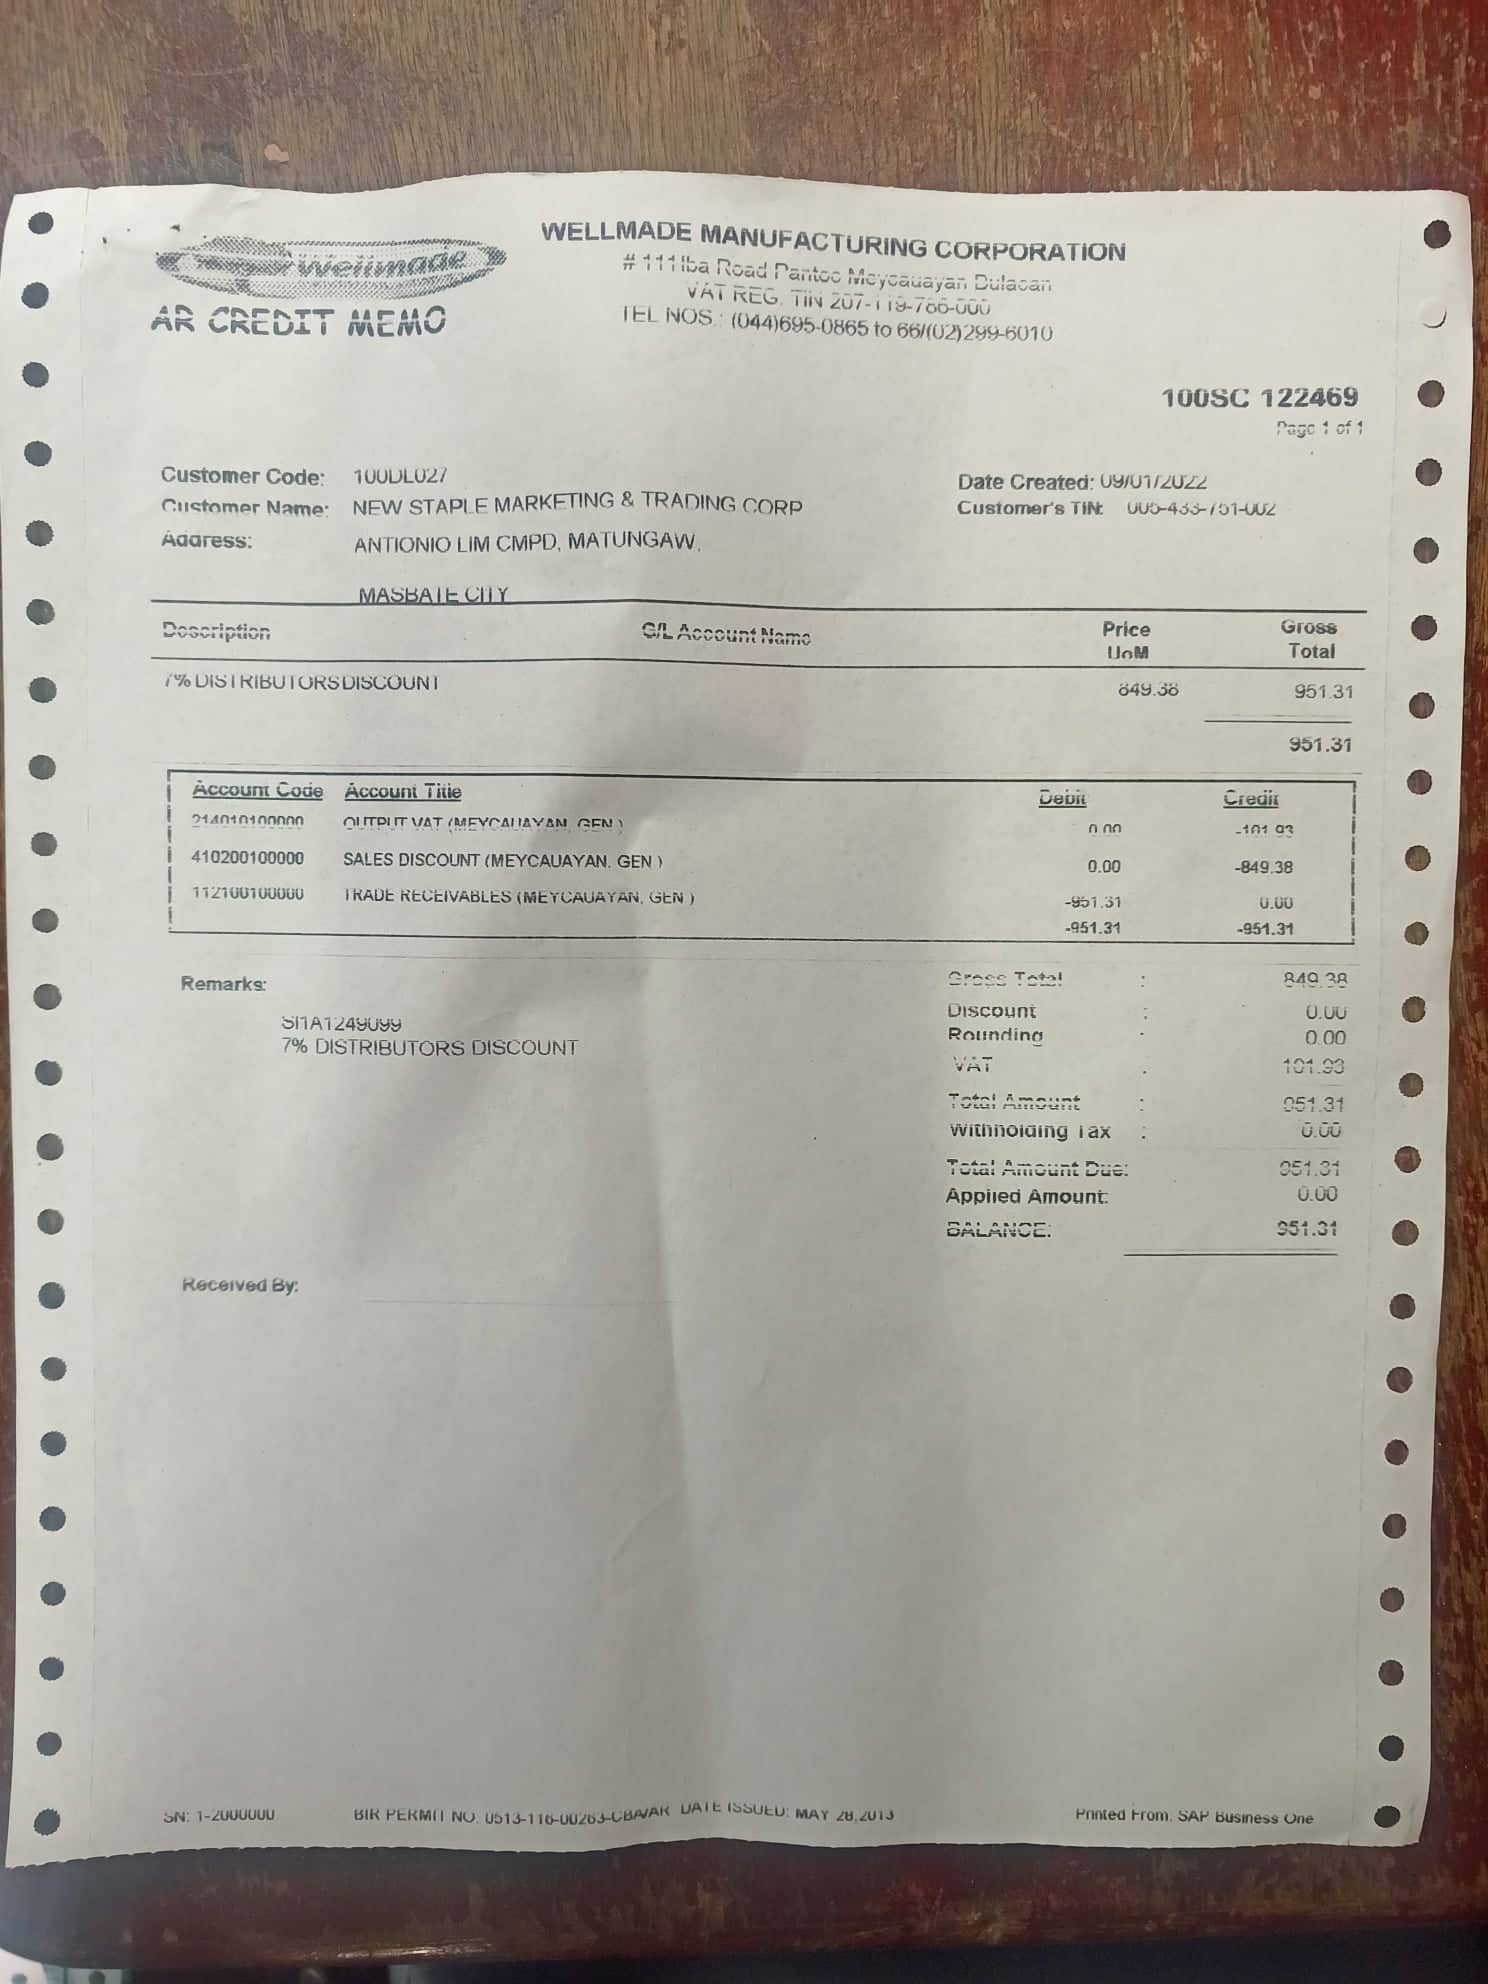 Wellmade
AR CREDIT MEMO
WELLMADE MANUFACTURING CORPORATION
# 111 Iba Road Pantoc Meycauayan Bulacan
VAT REG. TIN 207-119-766-000
TEL NOS.: (044)695-0865 to 66/(02)299-6010
100SC 122469
Page 1 of 1
Customer Code: 100DL027
Date Created: 09/01/2022
Customer Name: NEW STAPLE MARKETING & TRADING CORP
Customer's TIN: 005-433-751-002
Address: ANTIONIO LIM CMPD, MATUNGAW,
MASBATE CITY
Description G/L Account Name Price UoM Gross Total
7% DISTRIBUTORS DISCOUNT 849.38 951.31
951.31
Account Code Account Title Debit Credit
214010100000 OUTPUT VAT (MEYCAUAYAN, GEN ) 0.00 -101.93
410200100000 SALES DISCOUNT (MEYCAUAYAN. GEN ) 0.00 -849.38
112100100000 TRADE RECEIVABLES (MEYCAUAYAN, GEN ) -951.31 0.00
-951.31 -951.31
Remarks:
SI1A1249099
7% DISTRIBUTORS DISCOUNT
Gross Total : 849.38
Discount : 0.00
Rounding : 0.00
VAT : 101.93
Total Amount : 951.31
Withholding Tax : 0.00
Total Amount Due: 951.31
Applied Amount: 0.00
BALANCE: 951.31
Received By:
SN: 1-2000000 BIR PERMIT NO. 0513-116-00263-CBA/AR DATE ISSUED: MAY 28,2013 Printed From: SAP Business One